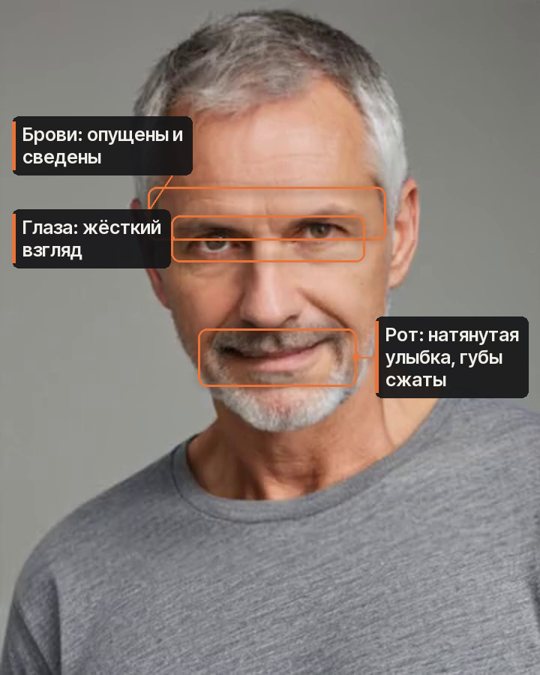 Брови: опущены и
сведены
Глаза: жёсткий
взгляд
Рот: натянутая
улыбка, губы
сжаты